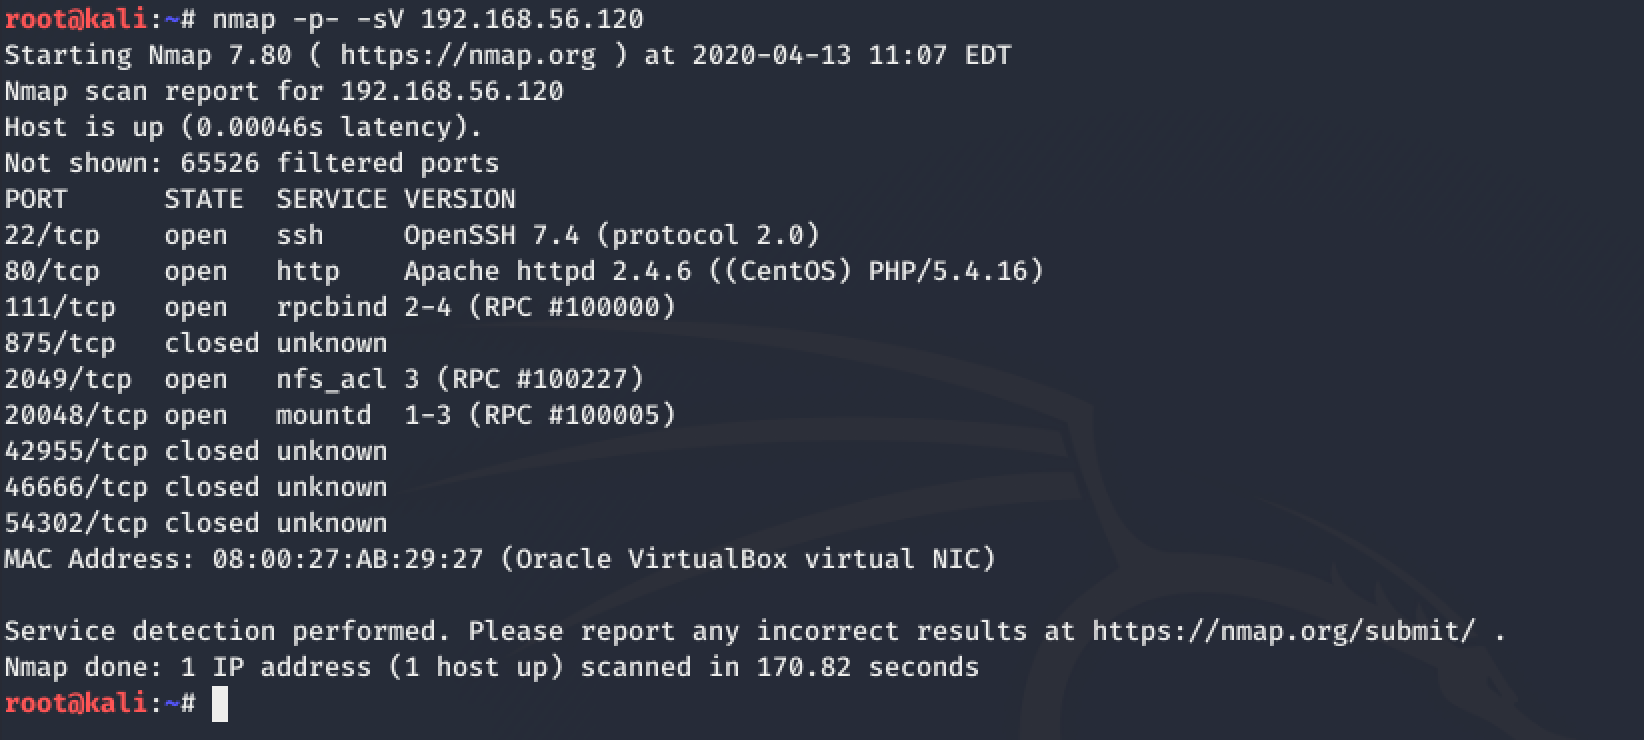 root@kali:~# nmap -p- -sV 192.168.56.120
Starting Nmap 7.80 ( https://nmap.org ) at 2020-04-13 11:07 EDT
Nmap scan report for 192.168.56.120
Host is up (0.00046s latency).
Not shown: 65526 filtered ports
PORT      STATE  SERVICE VERSION
22/tcp    open   ssh     OpenSSH 7.4 (protocol 2.0)
80/tcp    open   http    Apache httpd 2.4.6 ((CentOS) PHP/5.4.16)
111/tcp   open   rpcbind 2-4 (RPC #100000)
875/tcp   closed unknown
2049/tcp  open   nfs_acl 3 (RPC #100227)
20048/tcp open   mountd  1-3 (RPC #100005)
42955/tcp closed unknown
46666/tcp closed unknown
54302/tcp closed unknown
MAC Address: 08:00:27:AB:29:27 (Oracle VirtualBox virtual NIC)

Service detection performed. Please report any incorrect results at https://nmap.org/submit/ .
Nmap done: 1 IP address (1 host up) scanned in 170.82 seconds
root@kali:~#